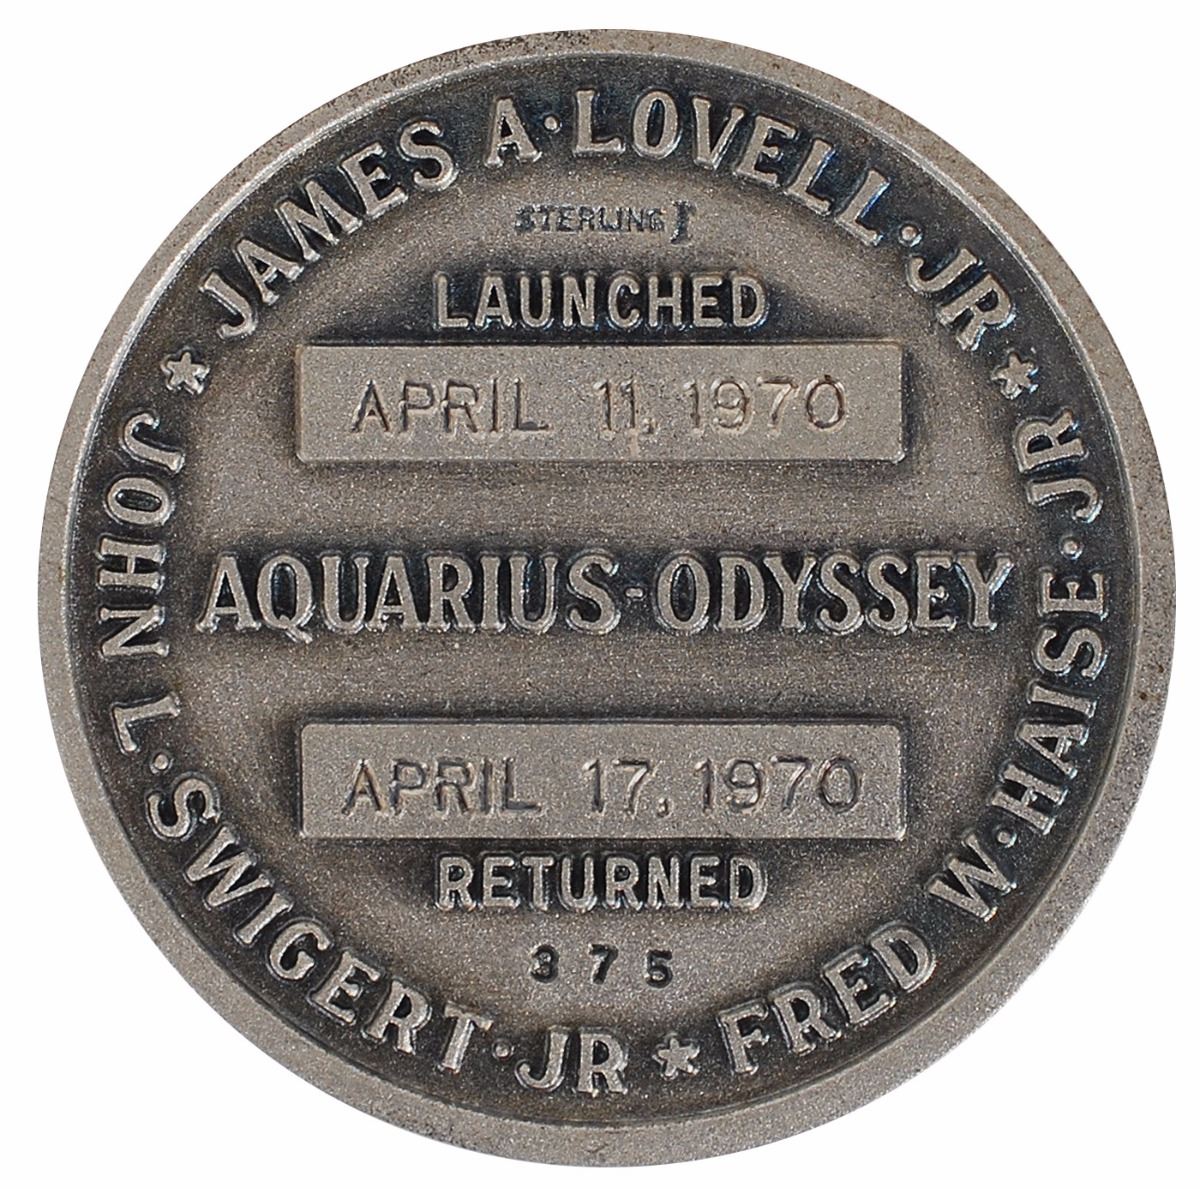 JAMES A·LOVELL·JR
STERLING
LAUNCHED
APRIL 11, 1970
AQUARIUS-ODYSSEY
APRIL 17, 1970
RETURNED
375
FRED W·HAISE·JR
JOHN L·SWIGERT·JR